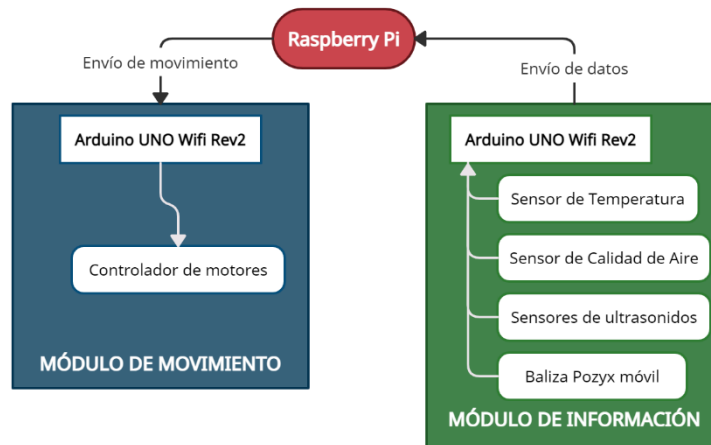 Raspberry Pi
Envío de movimiento
Envío de datos
Arduino UNO Wifi Rev2
Controlador de motores
MÓDULO DE MOVIMIENTO
Arduino UNO Wifi Rev2
Sensor de Temperatura
Sensor de Calidad de Aire
Sensores de ultrasonidos
Baliza Pozyx móvil
MÓDULO DE INFORMACIÓN